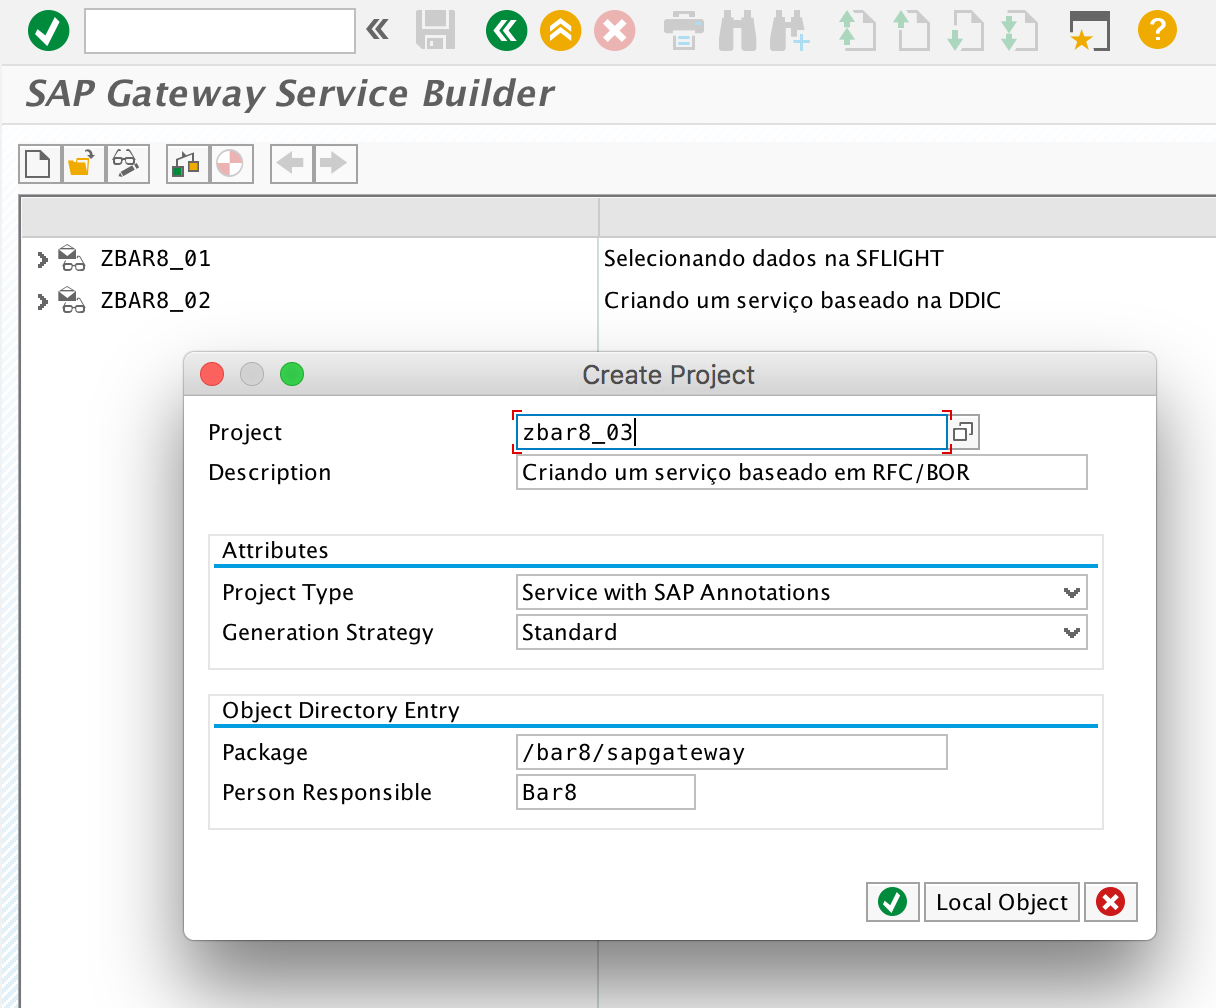 SAP Gateway Service Builder
ZBAR8_01 Selecionando dados na SFLIGHT
ZBAR8_02 Criando um serviço baseado na DDIC
Create Project
Project zbar8_03
Description Criando um serviço baseado em RFC/BOR
Attributes
Project Type Service with SAP Annotations
Generation Strategy Standard
Object Directory Entry
Package /bar8/sapgateway
Person Responsible Bar8
Local Object